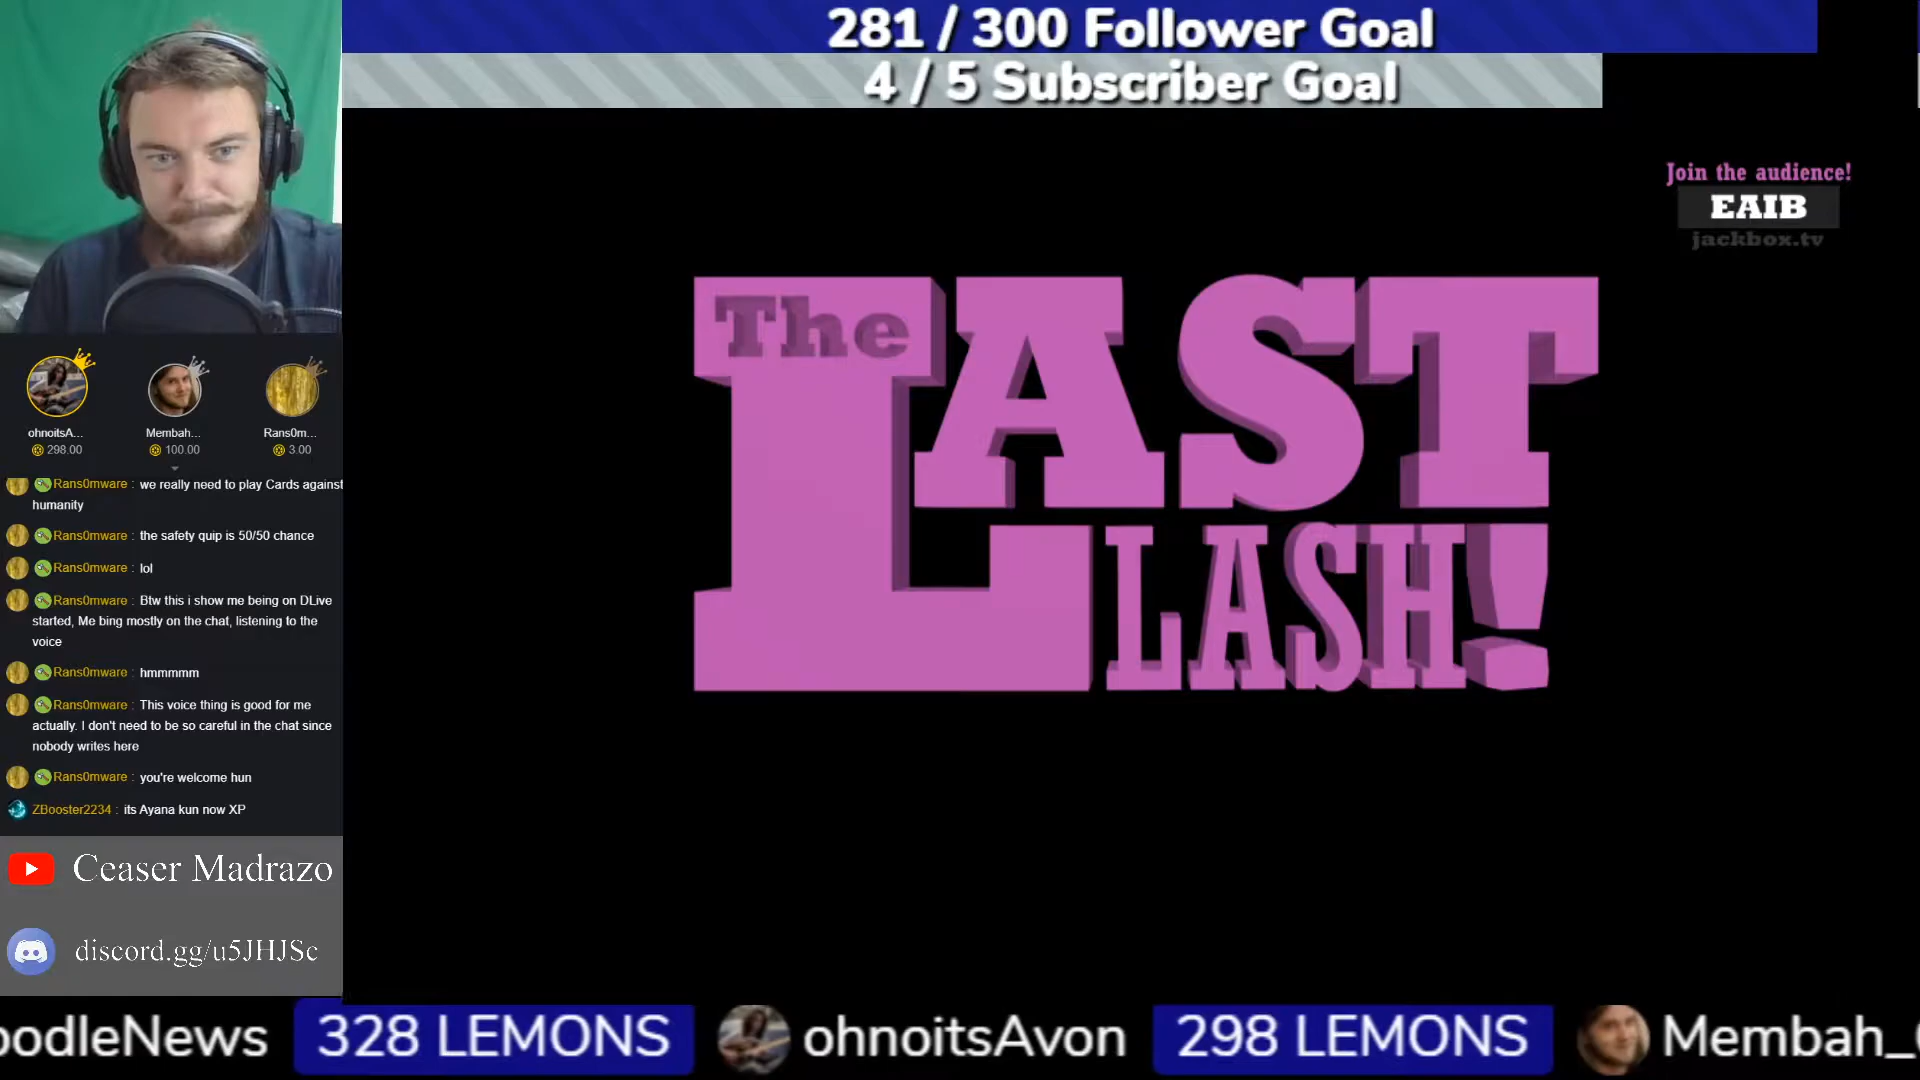 281 / 300 Follower Goal
4 / 5 Subscriber Goal
Join the audience!
EAIB
jackbox.tv
The LAST
LASH!
ohnoitsA...
Membah...
Rans0m...
298.00
100.00
3.00
Rans0mware : we really need to play Cards against
humanity
Rans0mware : the safety quip is 50/50 chance
Rans0mware : lol
Rans0mware : Btw this i show me being on DLive
started, Me bing mostly on the chat, listening to the
voice
Rans0mware : hmmmmm
Rans0mware : This voice thing is good for me
actually. I don't need to be so careful in the chat since
nobody writes here
Rans0mware : you're welcome hun
ZBooster2234 : its Ayana kun now XP
Ceaser Madrazo
discord.gg/u5JHJSc
oodleNews 328 LEMONS ohnoitsAvon 298 LEMONS Membah_